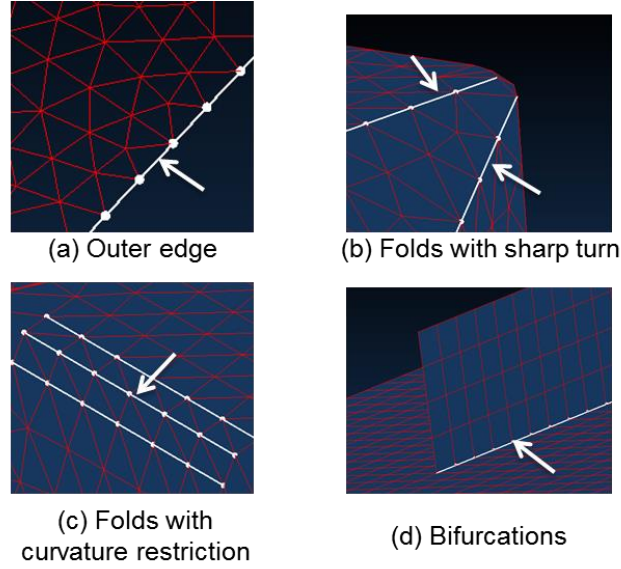 (a) Outer edge
(b) Folds with sharp turn
(c) Folds with
curvature restriction
(d) Bifurcations